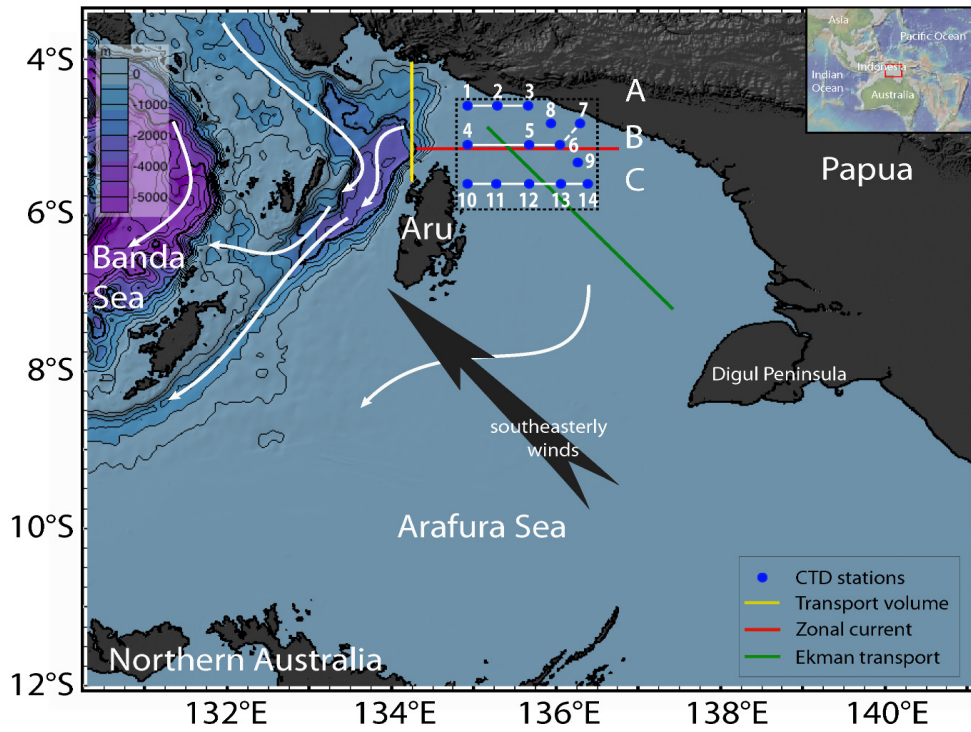 4°S
6°S
8°S
10°S
12°S
132°E
134°E
136°E
138°E
140°E
m
0
-1000
-2000
-3000
-4000
-5000
Asia
Pacific Ocean
Indonesia
Indian
Ocean
Australia
A
1 2 3
8 7
B
4 5 6
9
C
10 11 12 13 14
Papua
Aru
Banda
Sea
Digul Peninsula
southeasterly
winds
Arafura Sea
Northern Australia
CTD stations
Transport volume
Zonal current
Ekman transport